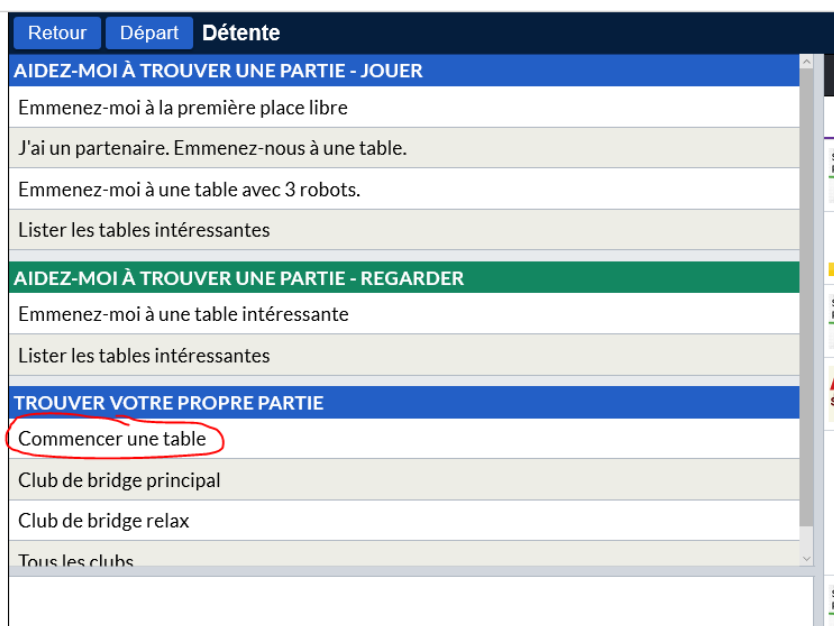 Retour Départ Détente
AIDEZ-MOI À TROUVER UNE PARTIE - JOUER
Emmenez-moi à la première place libre
J'ai un partenaire. Emmenez-nous à une table.
Emmenez-moi à une table avec 3 robots.
Lister les tables intéressantes
AIDEZ-MOI À TROUVER UNE PARTIE - REGARDER
Emmenez-moi à une table intéressante
Lister les tables intéressantes
TROUVER VOTRE PROPRE PARTIE
Commencer une table
Club de bridge principal
Club de bridge relax
Tous les clubs